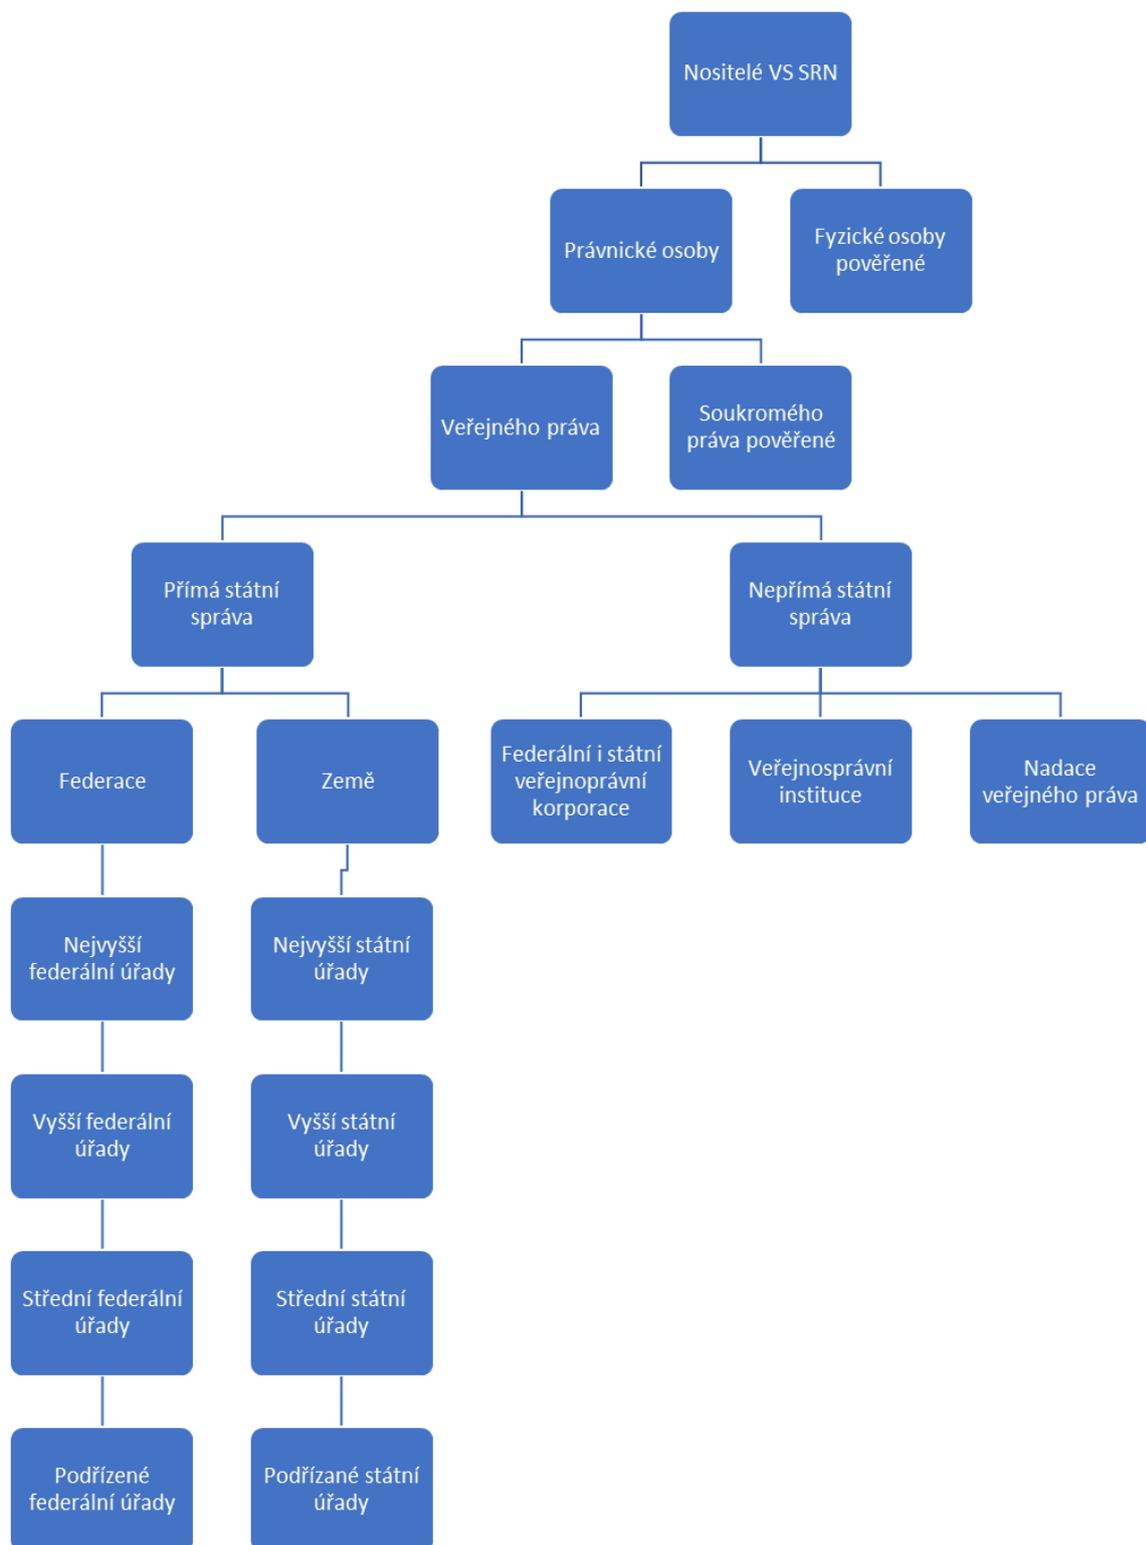 Nositelé VS SRN
Právnické osoby
Fyzické osoby
pověřené
Veřejného práva
Soukromého
práva pověřené
Přímá státní
správa
Nepřímá státní
správa
Federace
Země
Federální i státní
veřejnoprávní
korporace
Veřejnosprávní
instituce
Nadace
veřejného práva
Nejvyšší
federální úřady
Nejvyšší státní
úřady
Vyšší federální
úřady
Vyšší státní
úřady
Střední federální
úřady
Střední státní
úřady
Podřízené
federální úřady
Podřízané státní
úřady